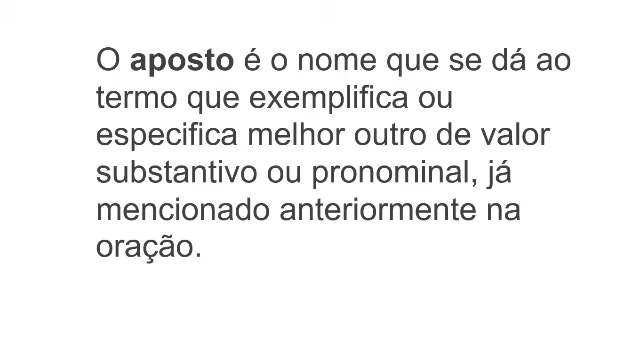 O aposto é o nome que se dá ao
termo que exemplifica ou
especifica melhor outro de valor
substantivo ou pronominal, já
mencionado anteriormente na
oração.